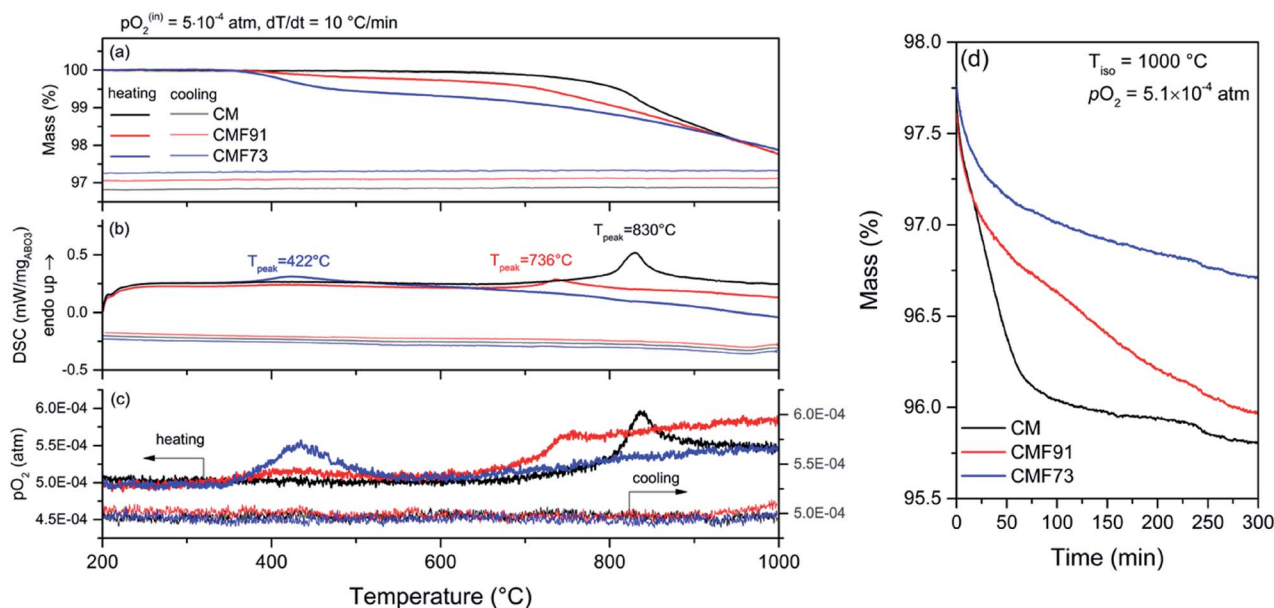 pO₂⁽ⁱⁿ⁾ = 5·10⁻⁴ atm, dT/dt = 10 °C/min
(a)
100
99
98
97
Mass (%)
heating cooling
CM
CMF91
CMF73
(b)
0.5
0.0
-0.5
DSC (mW/mg_ABO3)
endo up →
T_peak=422°C
T_peak=736°C
T_peak=830°C
(c)
6.0E-04
5.5E-04
5.0E-04
4.5E-04
pO₂ (atm)
heating
cooling
6.0E-04
5.5E-04
5.0E-04
200 400 600 800 1000
Temperature (°C)
(d)
T_iso = 1000 °C
pO₂ = 5.1×10⁻⁴ atm
98.0
97.5
97.0
96.5
96.0
95.5
Mass (%)
CM
CMF91
CMF73
0 50 100 150 200 250 300
Time (min)